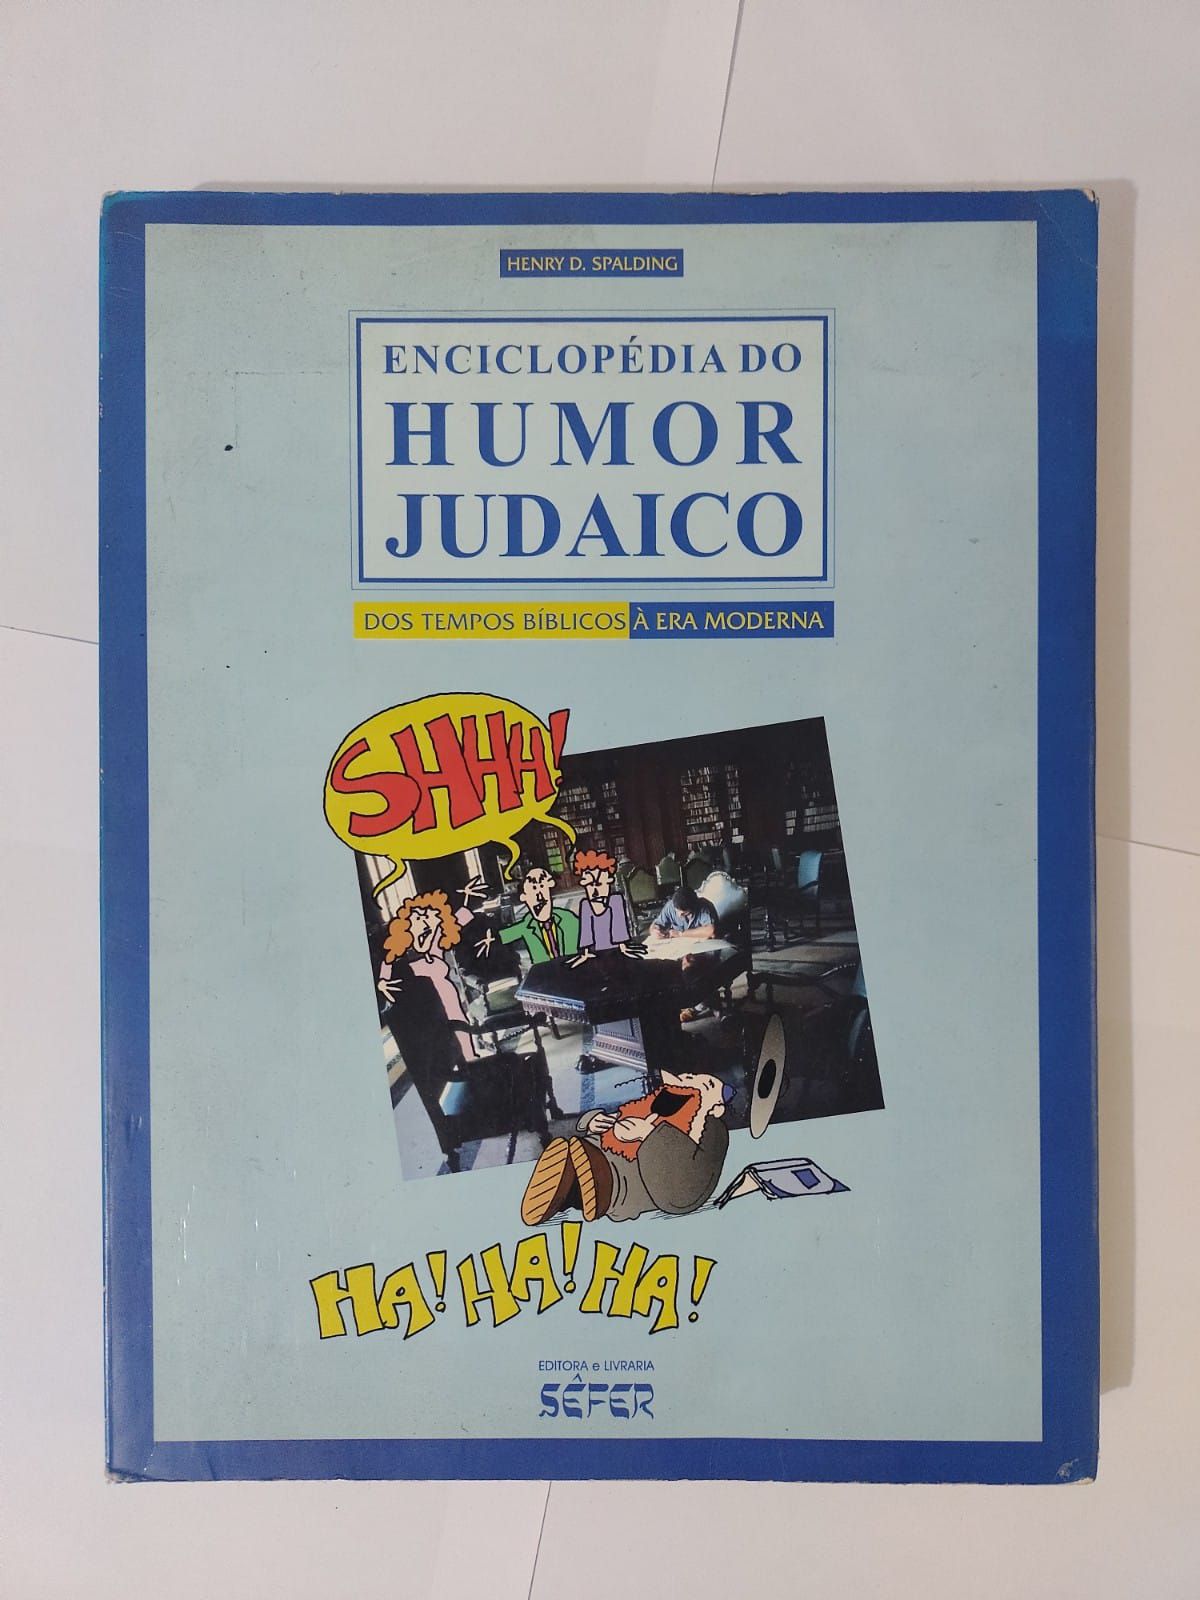 HENRY D. SPALDING
ENCICLOPÉDIA DO
HUMOR
JUDAICO
DOS TEMPOS BÍBLICOS À ERA MODERNA
SHHH!
HA! HA! HA!
EDITORA e LIVRARIA
SÊFER